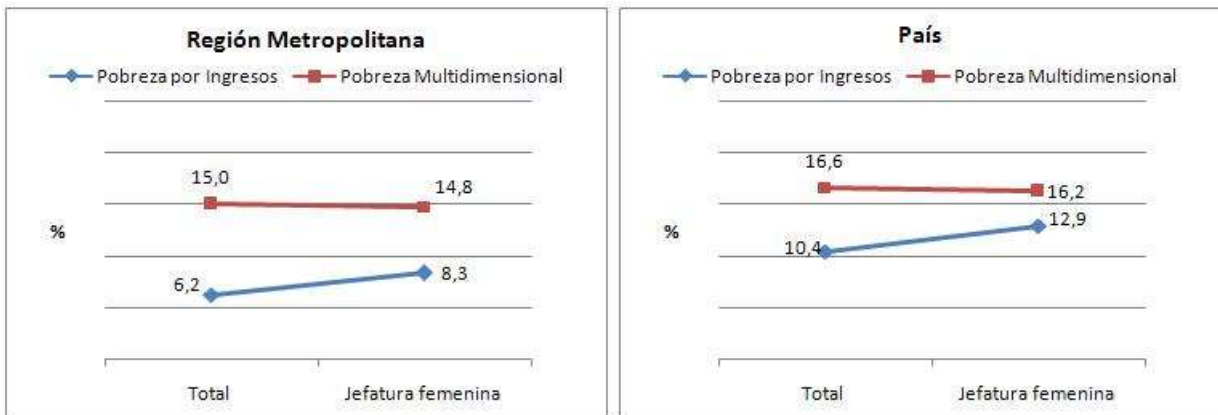 Región Metropolitana
Pobreza por Ingresos Pobreza Multidimensional
15,0
14,8
%
6,2
8,3
Total Jefatura femenina
País
Pobreza por Ingresos Pobreza Multidimensional
16,6
16,2
12,9
%
10,4
Total Jefatura femenina